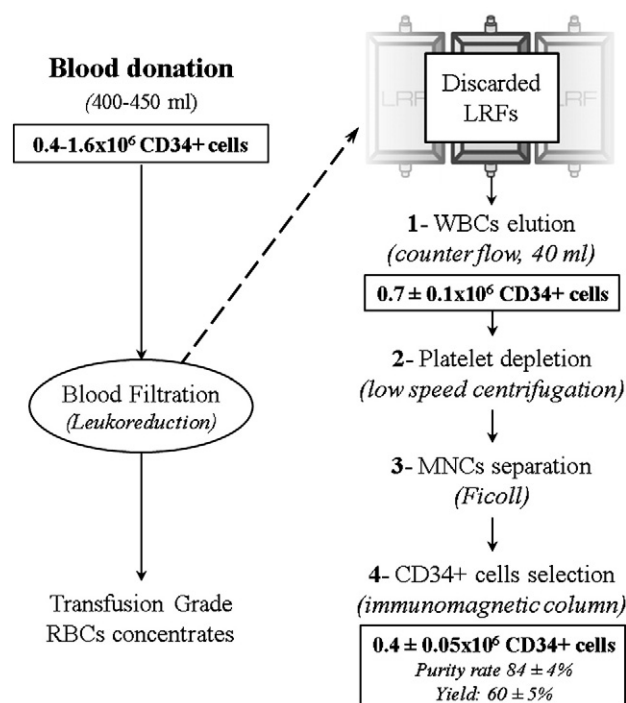 Blood donation
(400-450 ml)
0.4-1.6x10⁶ CD34+ cells
Blood Filtration
(Leukoreduction)
Transfusion Grade
RBCs concentrates
LRF
LRF
Discarded
LRFs
1- WBCs elution
(counter flow, 40 ml)
0.7 ± 0.1x10⁶ CD34+ cells
2- Platelet depletion
(low speed centrifugation)
3- MNCs separation
(Ficoll)
4- CD34+ cells selection
(immunomagnetic column)
0.4 ± 0.05x10⁶ CD34+ cells
Purity rate 84 ± 4%
Yield: 60 ± 5%